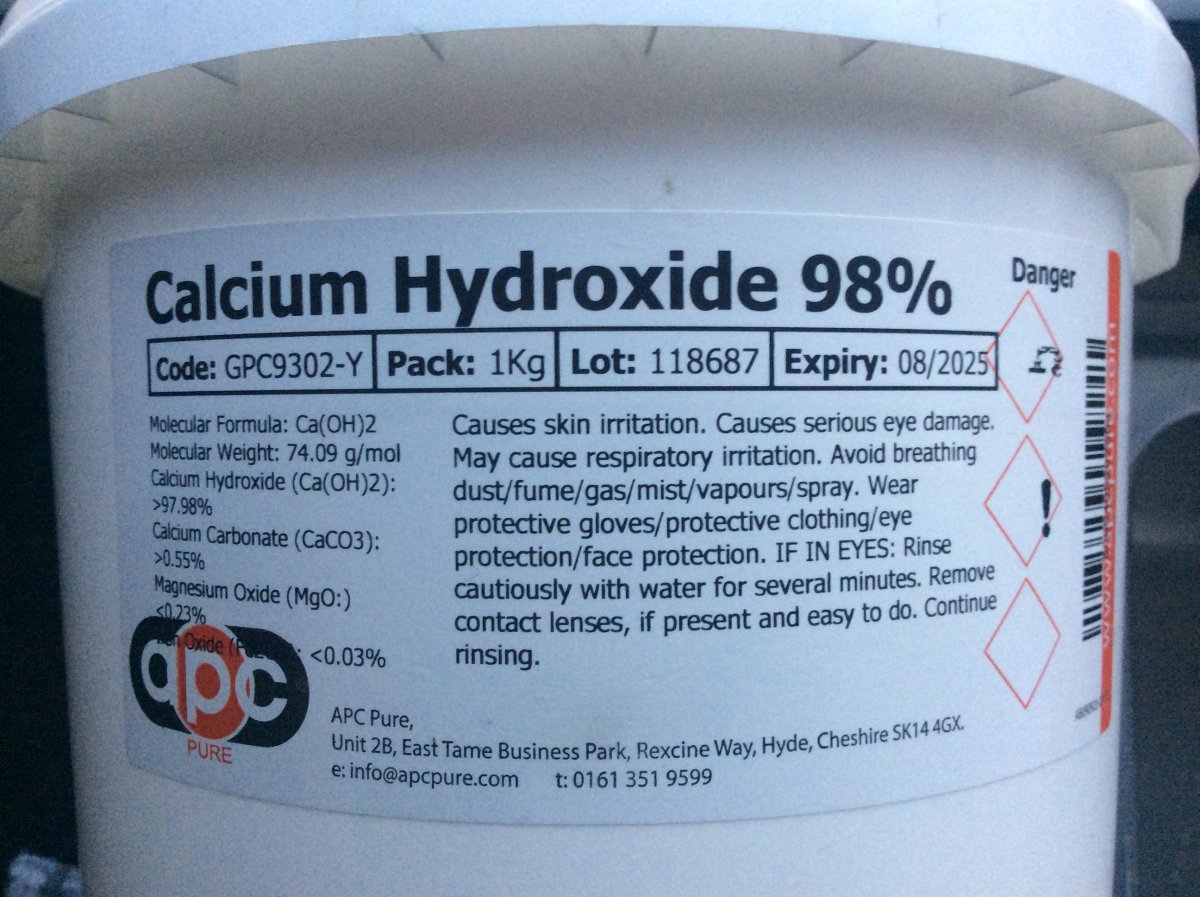 Calcium Hydroxide 98%
Danger
Code: GPC9302-Y Pack: 1Kg Lot: 118687 Expiry: 08/2025
Molecular Formula: Ca(OH)2
Molecular Weight: 74.09 g/mol
Calcium Hydroxide (Ca(OH)2):
>97.98%
Calcium Carbonate (CaCO3):
>0.55%
Magnesium Oxide (MgO:)
<0.23%
Oxide <0.03%
Causes skin irritation. Causes serious eye damage.
May cause respiratory irritation. Avoid breathing
dust/fume/gas/mist/vapours/spray. Wear
protective gloves/protective clothing/eye
protection/face protection. IF IN EYES: Rinse
cautiously with water for several minutes. Remove
contact lenses, if present and easy to do. Continue
rinsing.
apc
PURE
APC Pure,
Unit 2B, East Tame Business Park, Rexcine Way, Hyde, Cheshire SK14 4GX.
e: info@apcpure.com t: 0161 351 9599